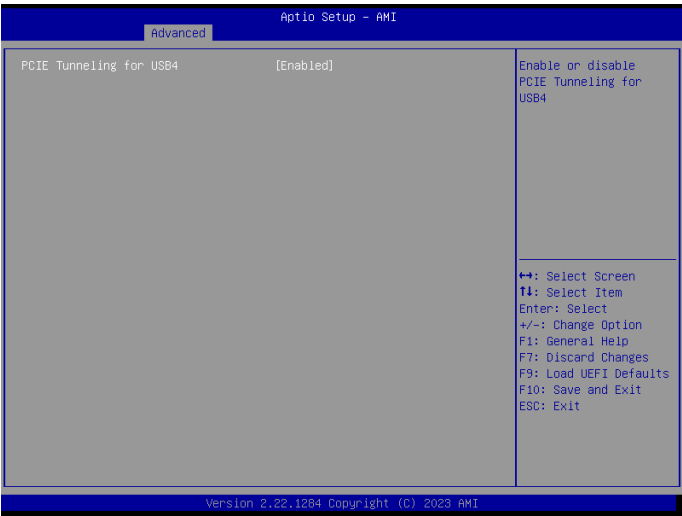 Aptio Setup - AMI
Advanced
PCIE Tunneling for USB4 [Enabled]
Enable or disable
PCIE Tunneling for
USB4
↔: Select Screen
↑↓: Select Item
Enter: Select
+/-: Change Option
F1: General Help
F7: Discard Changes
F9: Load UEFI Defaults
F10: Save and Exit
ESC: Exit
Version 2.22.1284 Copyright (C) 2023 AMI